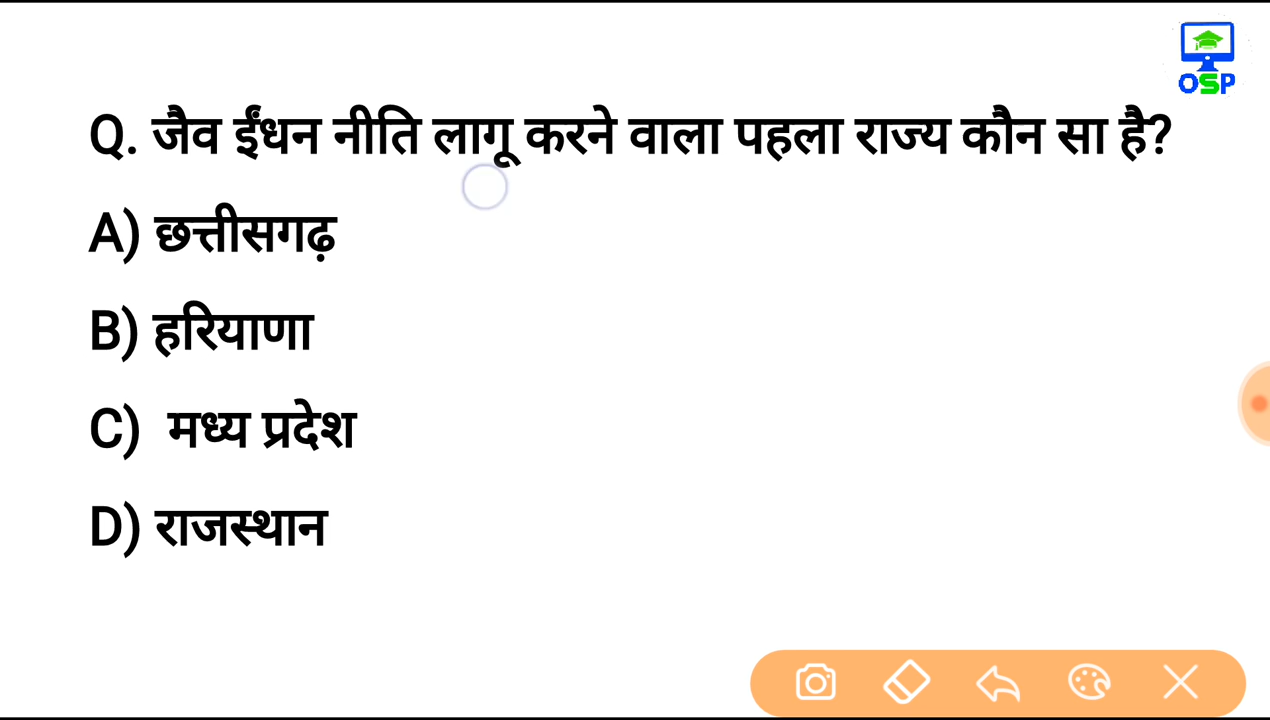 OSP
Q. जैव ईंधन नीति लागू करने वाला पहला राज्य कौन सा है?
A) छत्तीसगढ़
B) हरियाणा
C) मध्य प्रदेश
D) राजस्थान